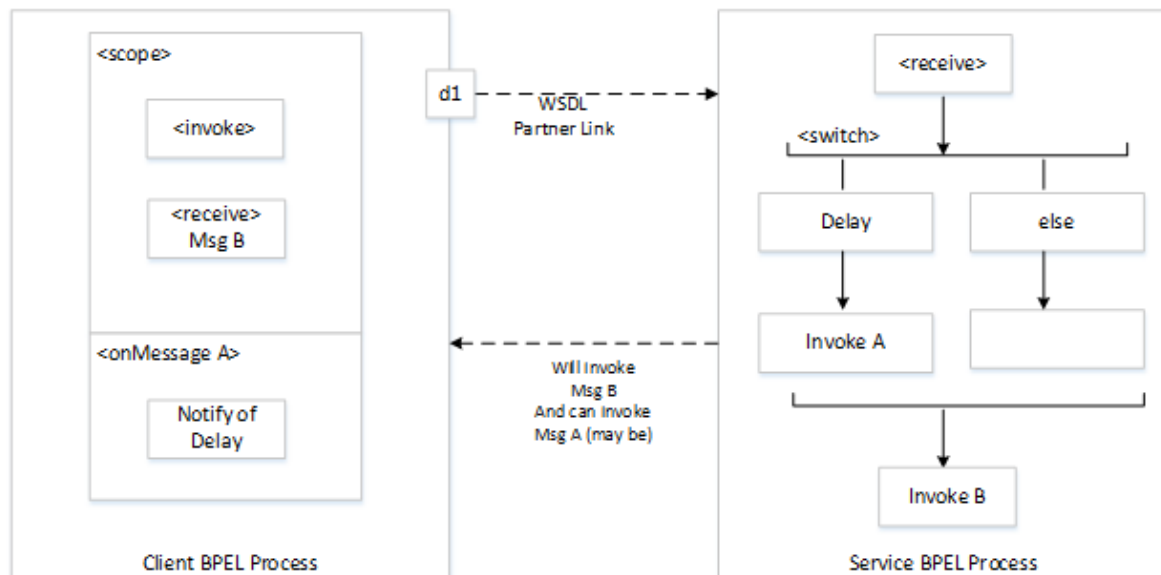 <scope>
<invoke>
<receive>
Msg B
<onMessage A>
Notify of
Delay
Client BPEL Process
d1
WSDL
Partner Link
Will Invoke
Msg B
And can Invoke
Msg A (may be)
<receive>
<switch>
Delay
else
Invoke A
Invoke B
Service BPEL Process